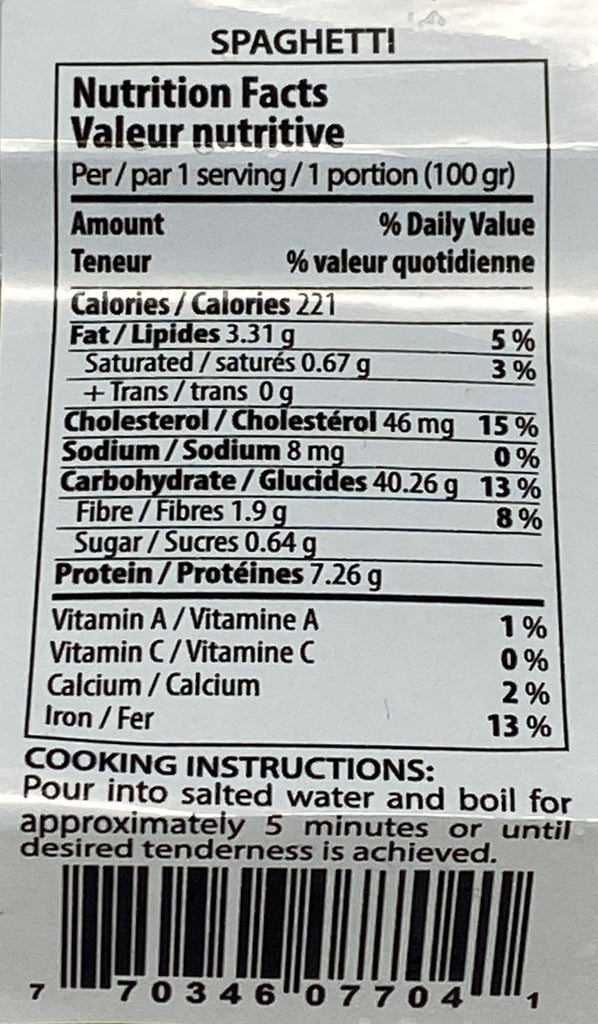 SPAGHETTI
Nutrition Facts
Valeur nutritive
Per / par 1 serving / 1 portion (100 gr)
Amount % Daily Value
Teneur % valeur quotidienne
Calories / Calories 221
Fat / Lipides 3.31 g 5 %
Saturated / saturés 0.67 g 3 %
+ Trans / trans 0 g
Cholesterol / Cholestérol 46 mg 15 %
Sodium / Sodium 8 mg 0 %
Carbohydrate / Glucides 40.26 g 13 %
Fibre / Fibres 1.9 g 8 %
Sugar / Sucres 0.64 g
Protein / Protéines 7.26 g
Vitamin A / Vitamine A 1 %
Vitamin C / Vitamine C 0 %
Calcium / Calcium 2 %
Iron / Fer 13 %
COOKING INSTRUCTIONS:
Pour into salted water and boil for
approximately 5 minutes or until
desired tenderness is achieved.
7 70346 07704 1